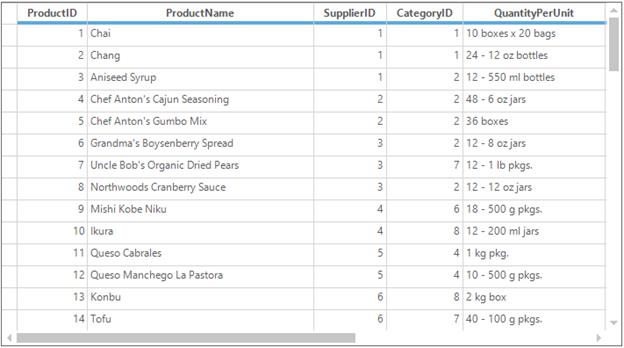 ProductID ProductName SupplierID CategoryID QuantityPerUnit
1 Chai 1 1 10 boxes x 20 bags
2 Chang 1 1 24 - 12 oz bottles
3 Aniseed Syrup 1 2 12 - 550 ml bottles
4 Chef Anton's Cajun Seasoning 2 2 48 - 6 oz jars
5 Chef Anton's Gumbo Mix 2 2 36 boxes
6 Grandma's Boysenberry Spread 3 2 12 - 8 oz jars
7 Uncle Bob's Organic Dried Pears 3 7 12 - 1 lb pkgs.
8 Northwoods Cranberry Sauce 3 2 12 - 12 oz jars
9 Mishi Kobe Niku 4 6 18 - 500 g pkgs.
10 Ikura 4 8 12 - 200 ml jars
11 Queso Cabrales 5 4 1 kg pkg.
12 Queso Manchego La Pastora 5 4 10 - 500 g pkgs.
13 Konbu 6 8 2 kg box
14 Tofu 6 7 40 - 100 g pkgs.